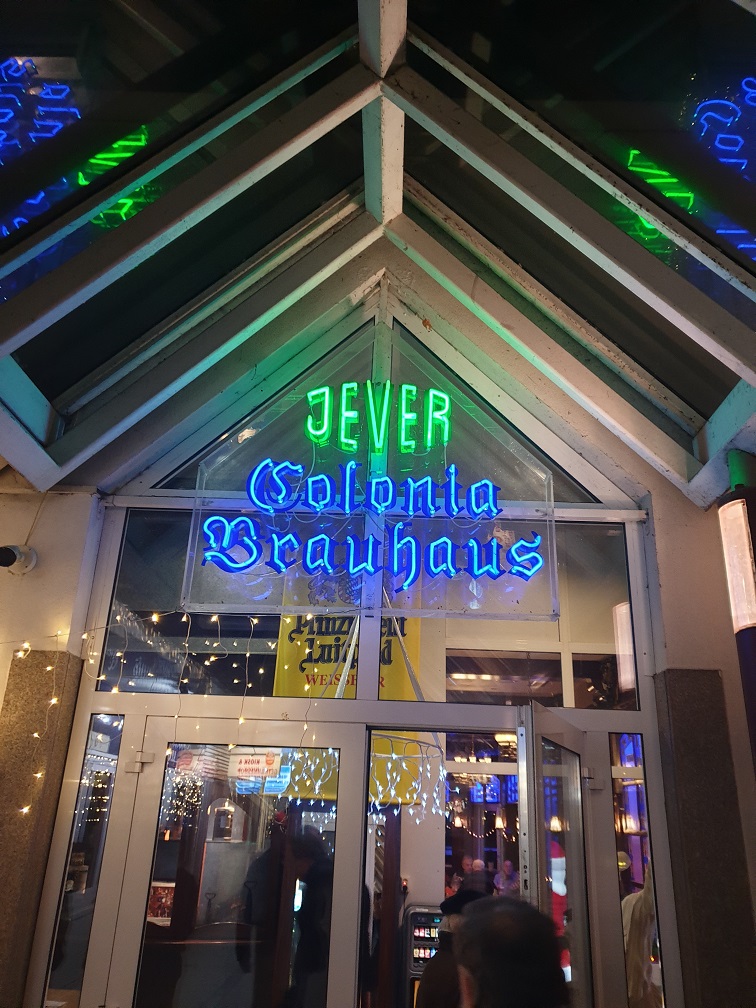 JEVER
Colonia
Brauhaus
Prinzregent
Luitpold
WEISSBIER